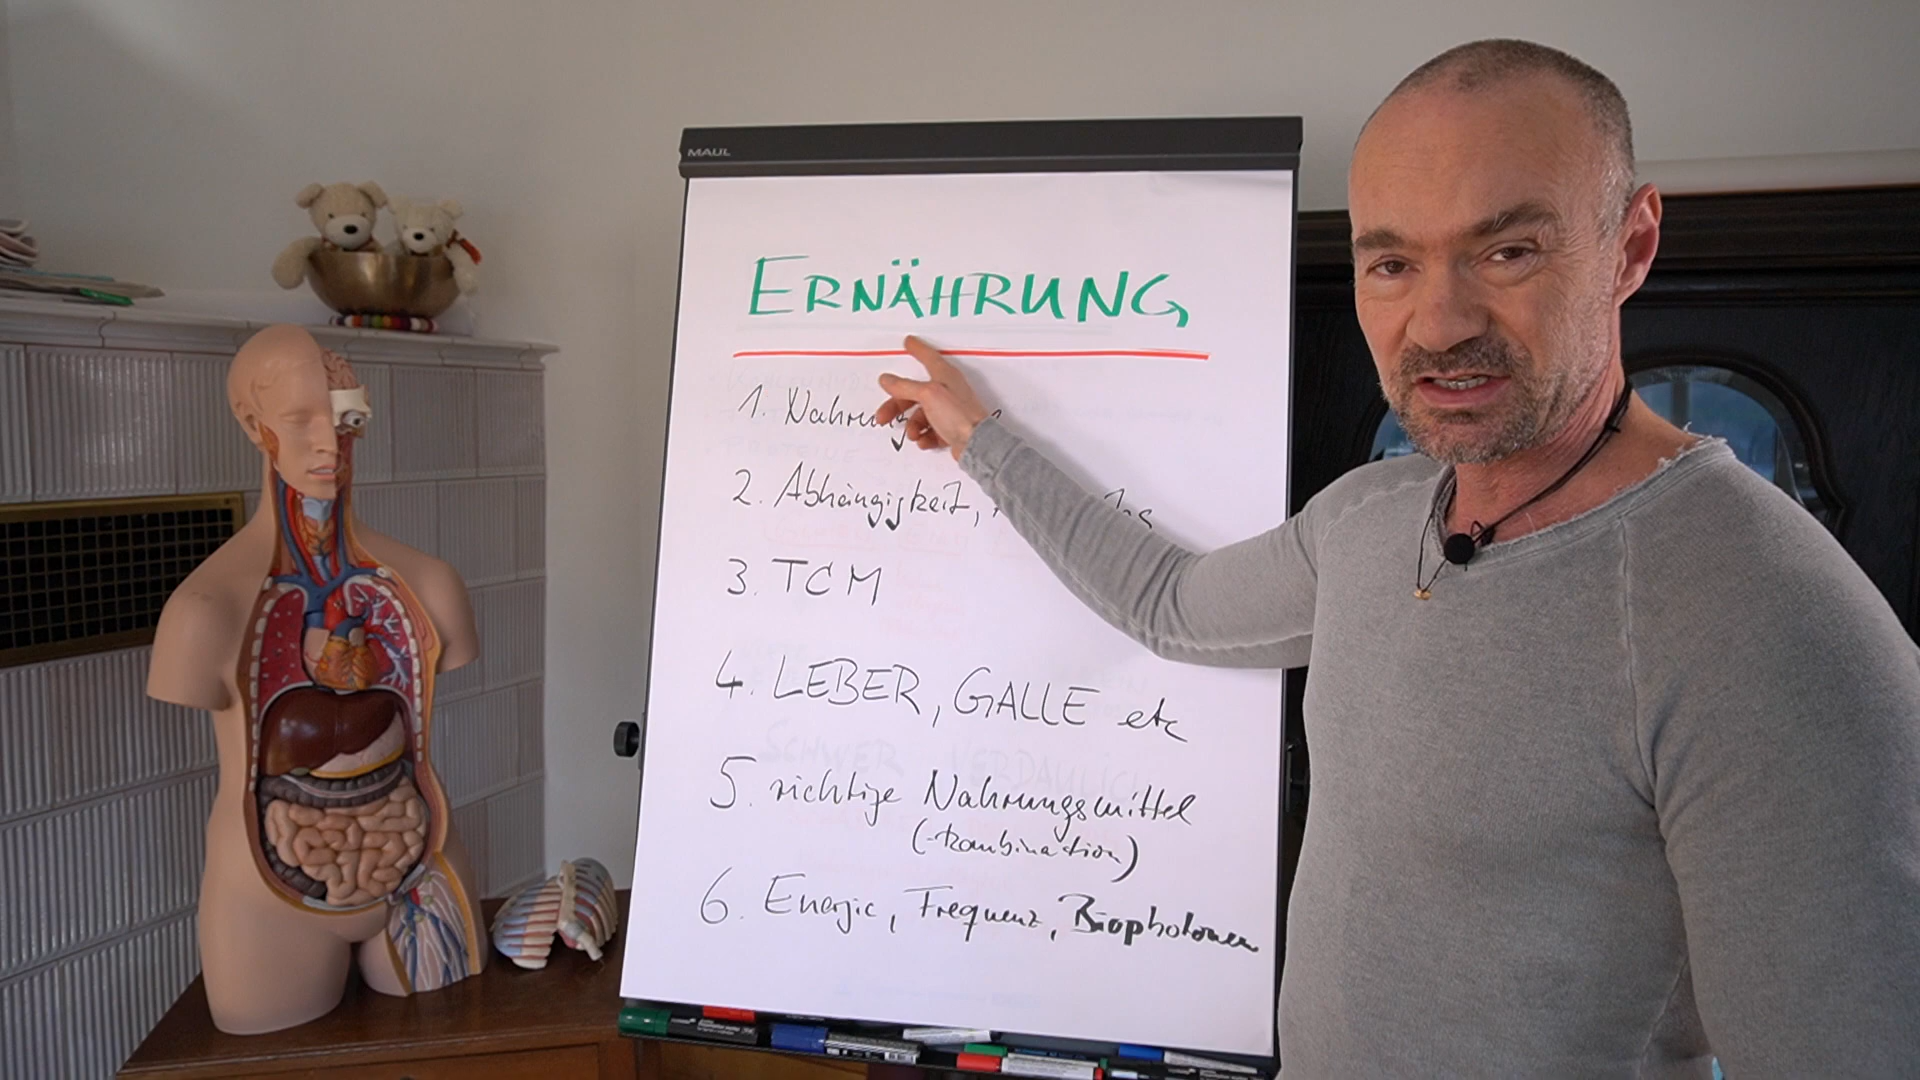 MAUL
ERNÄHRUNG
1. Nahrung
2. Abhängigkeit,
3. TCM
4. LEBER, GALLE etc
5. richtige Nahrungsmittel
(-kombination)
6. Energie, Frequenz, Biophotonen